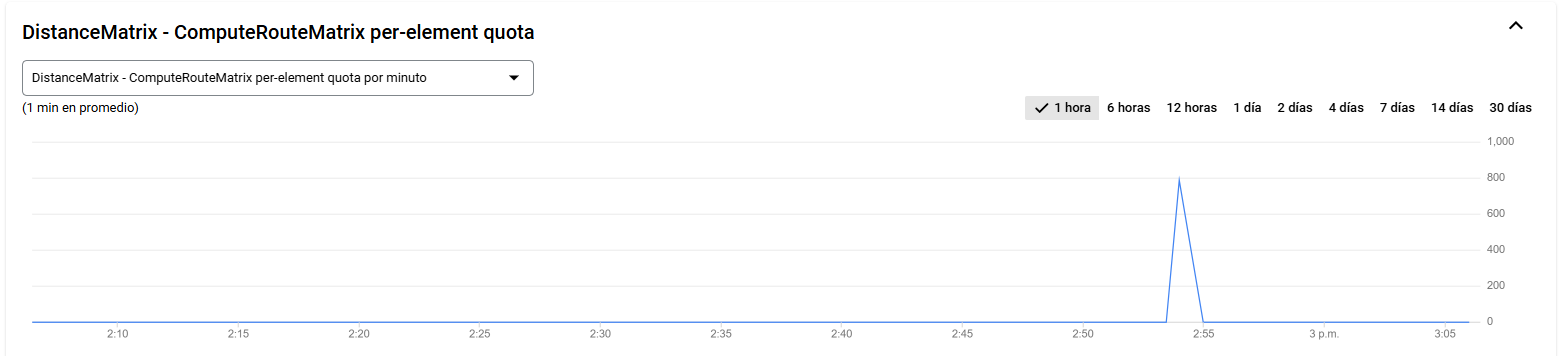 DistanceMatrix - ComputeRouteMatrix per-element quota
DistanceMatrix - ComputeRouteMatrix per-element quota por minuto
(1 min en promedio)
1 hora 6 horas 12 horas 1 día 2 días 4 días 7 días 14 días 30 días
1,000
800
600
400
200
0
2:10 2:15 2:20 2:25 2:30 2:35 2:40 2:45 2:50 2:55 3 p.m. 3:05